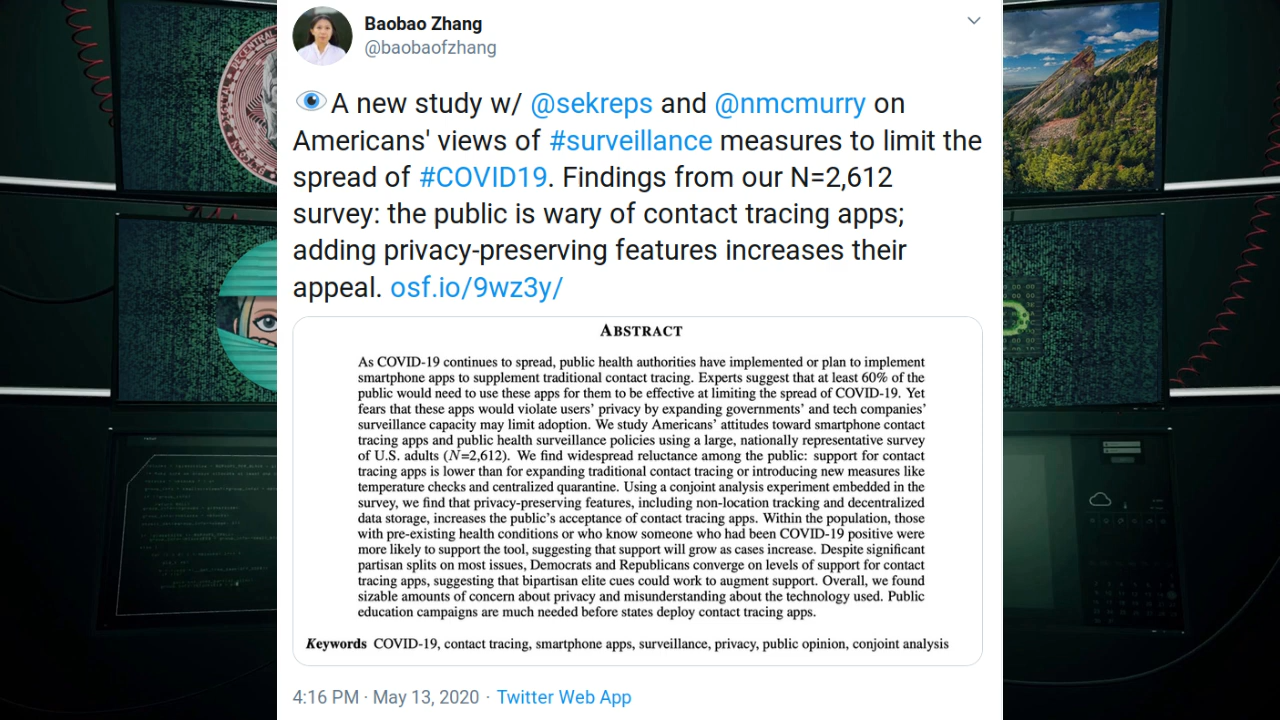 Baobao Zhang
@baobaofzhang
👁A new study w/ @sekreps and @nmcmurry on
Americans' views of #surveillance measures to limit the
spread of #COVID19. Findings from our N=2,612
survey: the public is wary of contact tracing apps;
adding privacy-preserving features increases their
appeal. osf.io/9wz3y/
ABSTRACT
As COVID-19 continues to spread, public health authorities have implemented or plan to implement
smartphone apps to supplement traditional contact tracing. Experts suggest that at least 60% of the
public would need to use these apps for them to be effective at limiting the spread of COVID-19. Yet
fears that these apps would violate users' privacy by expanding governments' and tech companies'
surveillance capacity may limit adoption. We study Americans' attitudes toward smartphone contact
tracing apps and public health surveillance policies using a large, nationally representative survey
of U.S. adults (N=2,612). We find widespread reluctance among the public: support for contact
tracing apps is lower than for expanding traditional contact tracing or introducing new measures like
temperature checks and centralized quarantine. Using a conjoint analysis experiment embedded in the
survey, we find that privacy-preserving features, including non-location tracking and decentralized
data storage, increases the public's acceptance of contact tracing apps. Within the population, those
with pre-existing health conditions or who know someone who had been COVID-19 positive were
more likely to support the tool, suggesting that support will grow as cases increase. Despite significant
partisan splits on most issues, Democrats and Republicans converge on levels of support for contact
tracing apps, suggesting that bipartisan elite cues could work to augment support. Overall, we found
sizable amounts of concern about privacy and misunderstanding about the technology used. Public
education campaigns are much needed before states deploy contact tracing apps.
Keywords COVID-19, contact tracing, smartphone apps, surveillance, privacy, public opinion, conjoint analysis
4:16 PM · May 13, 2020 · Twitter Web App